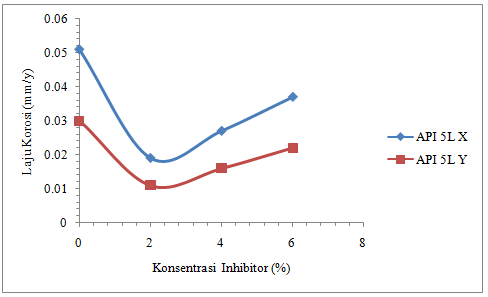 0.06
0.05
0.04
0.03
0.02
0.01
0
Laju Korosi (mm/y)
0 2 4 6 8
Konsentrasi Inhibitor (%)
API 5L X
API 5L Y